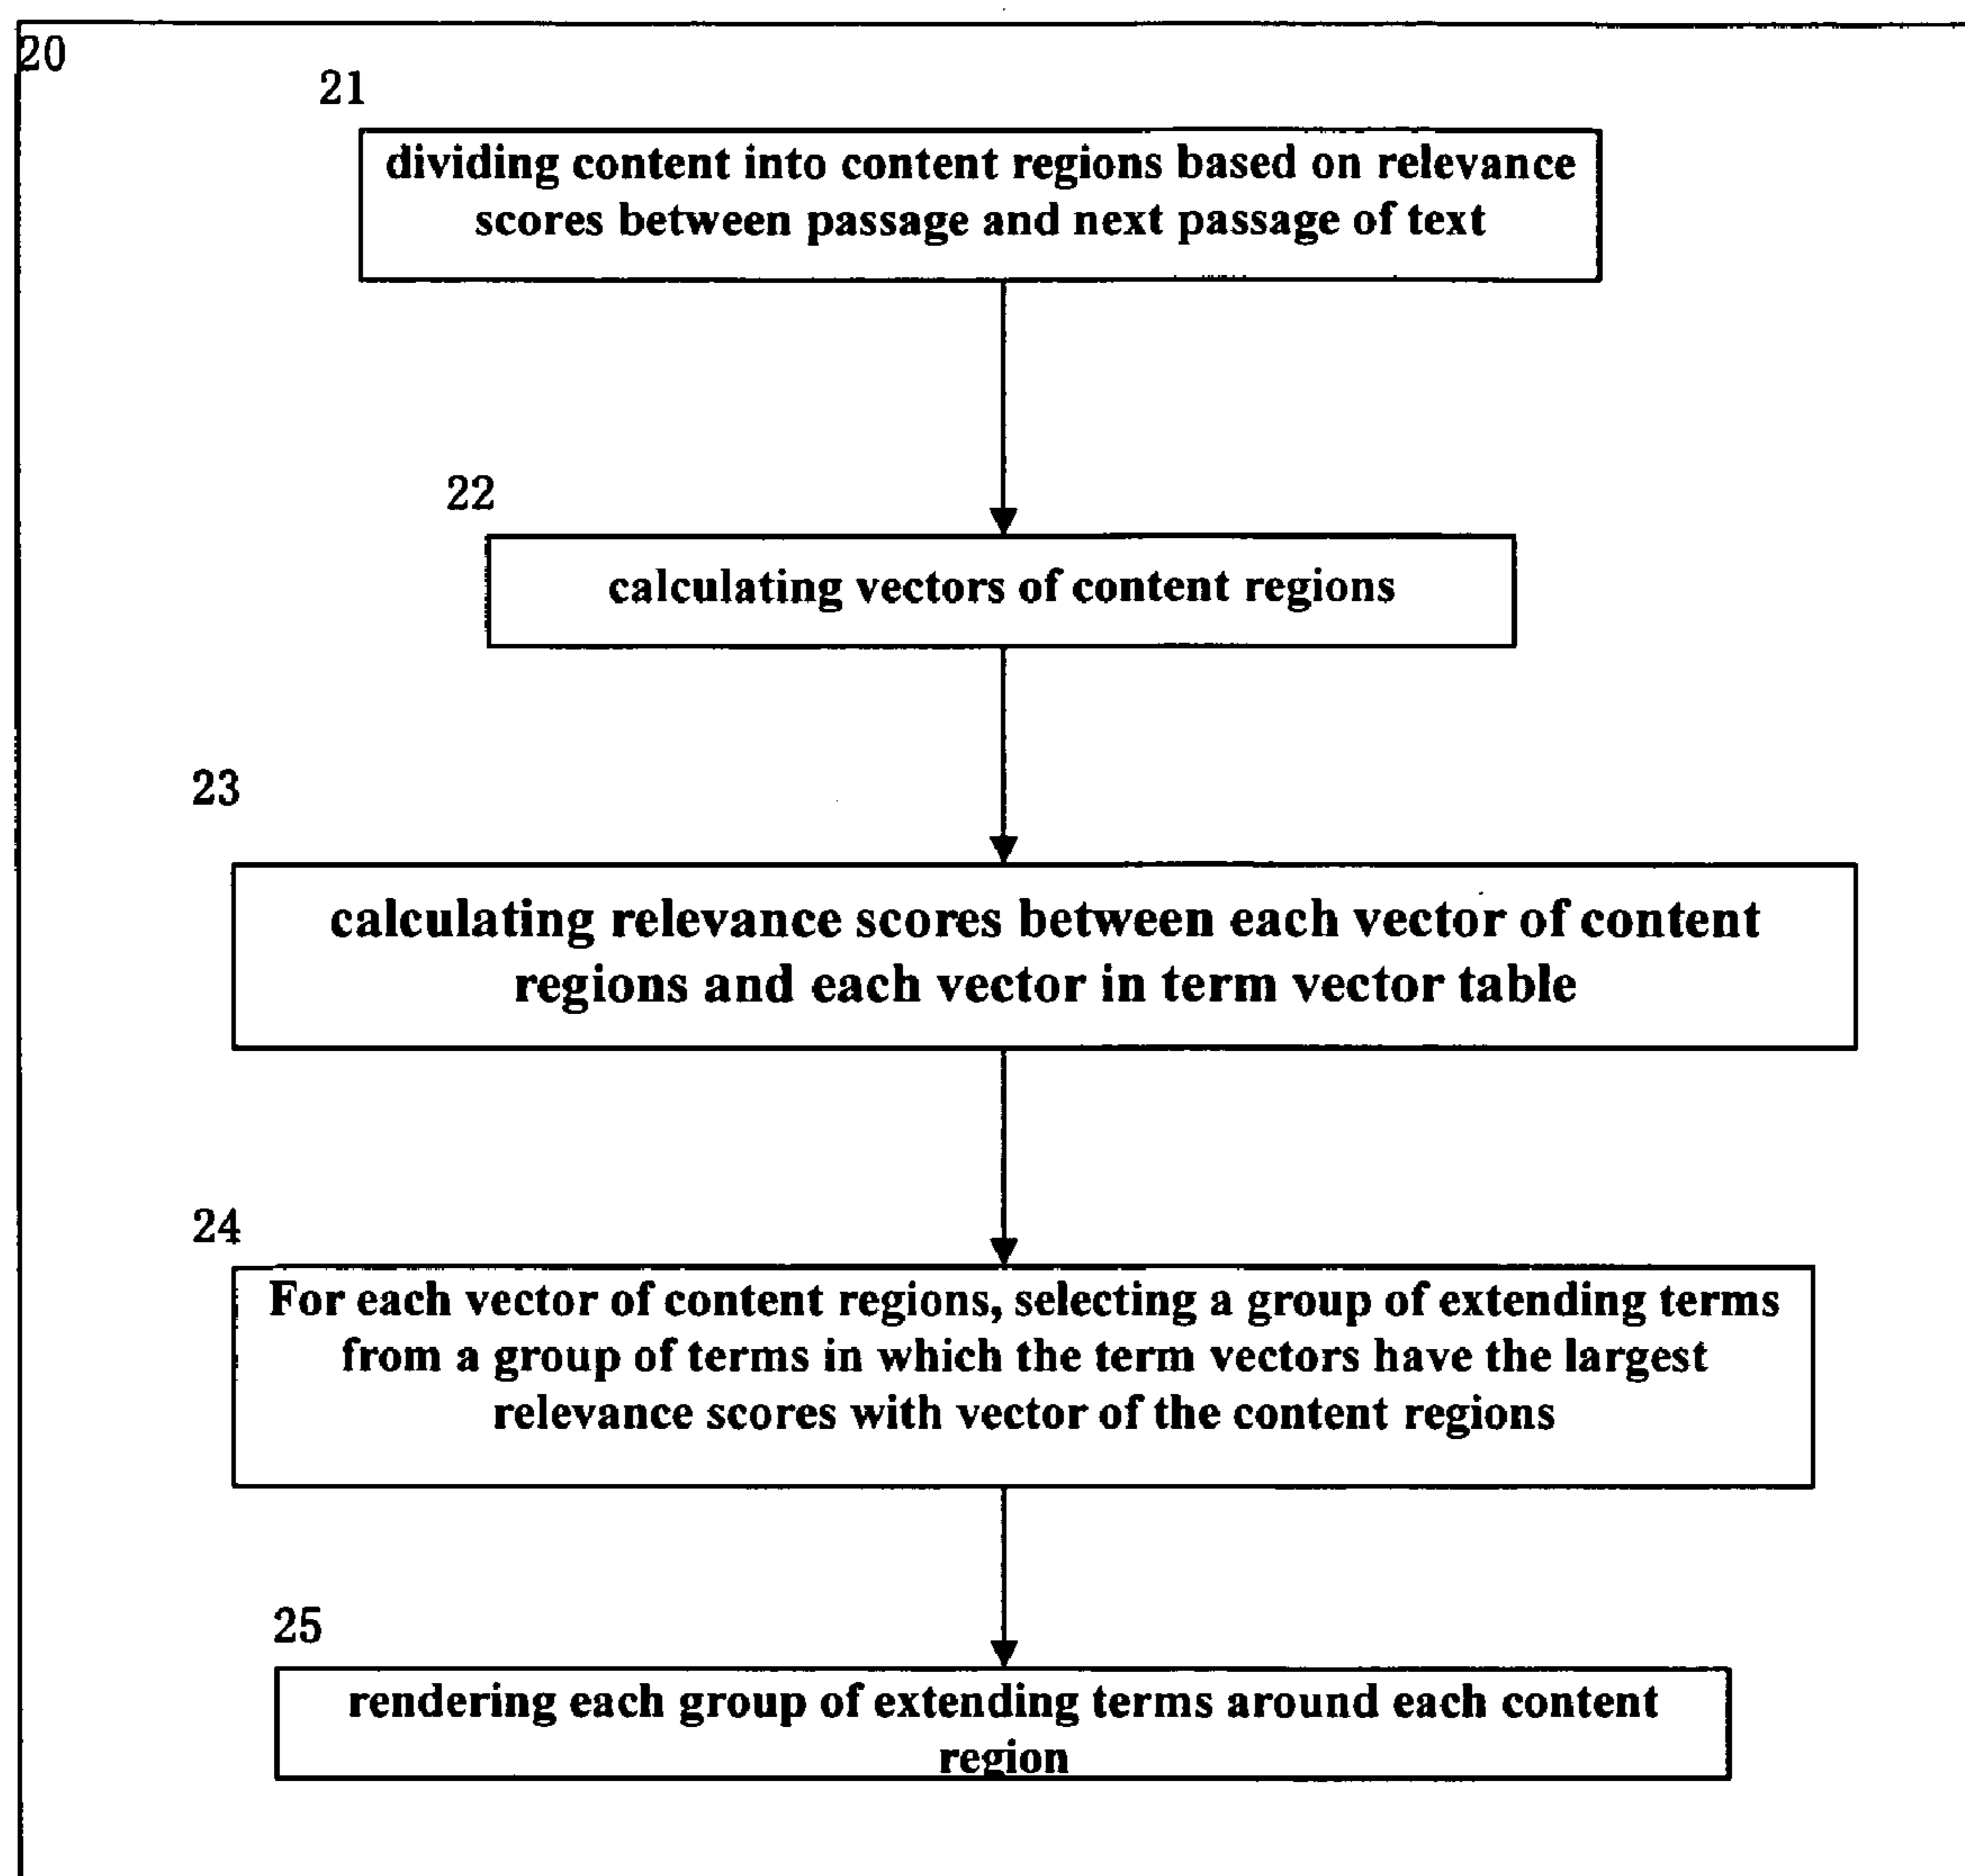 20
21
dividing content into content regions based on relevance
scores between passage and next passage of text
22
calculating vectors of content regions
23
calculating relevance scores between each vector of content
regions and each vector in term vector table
24
For each vector of content regions, selecting a group of extending terms
from a group of terms in which the term vectors have the largest
relevance scores with vector of the content regions
25
rendering each group of extending terms around each content
region